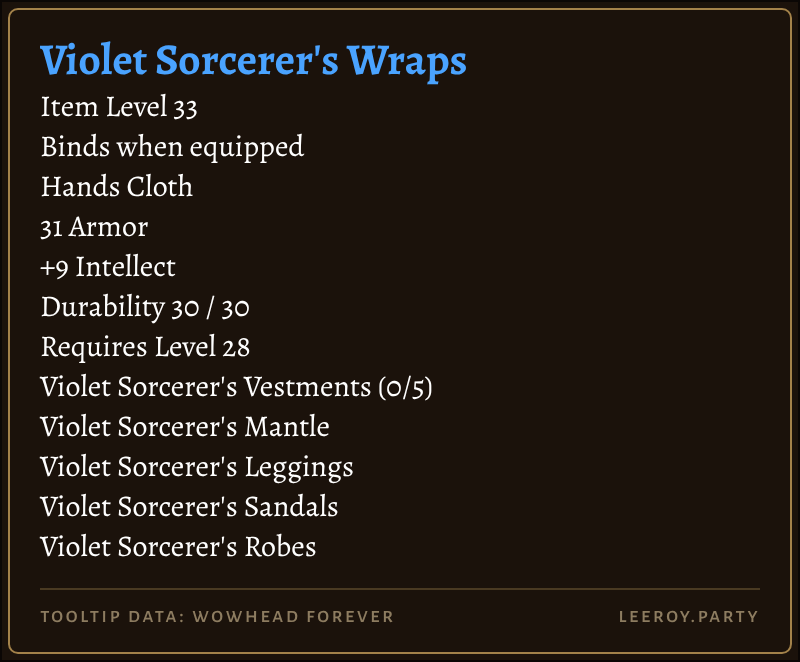 Violet Sorcerer's Wraps
Item Level 33
Binds when equipped
Hands Cloth
31 Armor
+9 Intellect
Durability 30 / 30
Requires Level 28
Violet Sorcerer's Vestments (0/5)
Violet Sorcerer's Mantle
Violet Sorcerer's Leggings
Violet Sorcerer's Sandals
Violet Sorcerer's Robes
TOOLTIP DATA: WOWHEAD FOREVER
LEEROY.PARTY